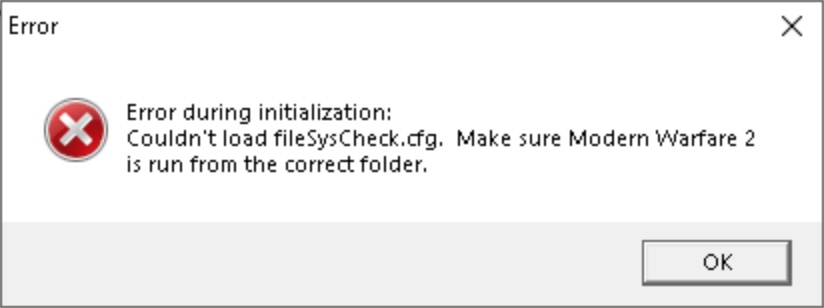 Error
Error during initialization:
Couldn't load fileSysCheck.cfg.  Make sure Modern Warfare 2
is run from the correct folder.
OK